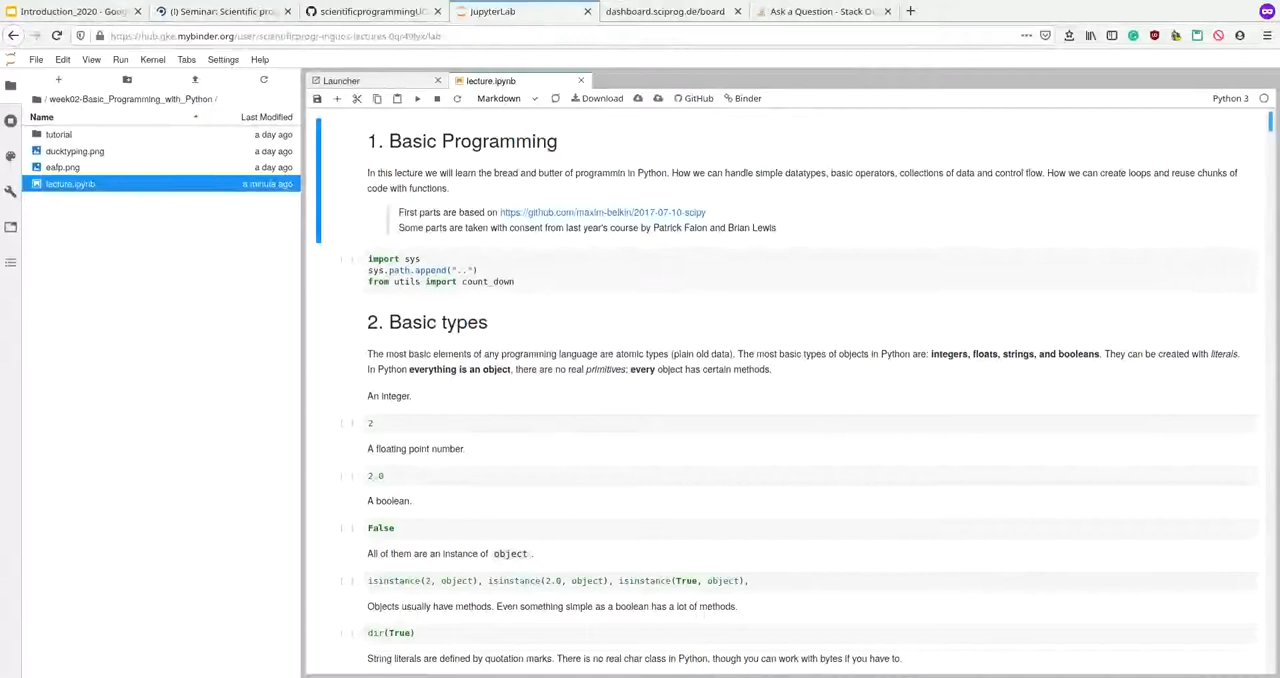 Introduction_2020 - Googl
(!) Seminar: Scientific pro
scientificprogrammingUC
JupyterLab
dashboard.sciprog.de/board
Ask a Question - Stack O
File Edit View Run Kernel Tabs Settings Help
/ week02-Basic_Programming_with_Python /
Name Last Modified
tutorial a day ago
ducktyping.png a day ago
eafp.png a day ago
lecture.ipynb a minute ago
Launcher
lecture.ipynb
Markdown Download GitHub Binder Python 3
1. Basic Programming
In this lecture we will learn the bread and butter of programmin in Python. How we can handle simple datatypes, basic operators, collections of data and control flow. How we can create loops and reuse chunks of
code with functions.
First parts are based on https://github.com/maxim-belkin/2017-07-10-scipy
Some parts are taken with consent from last year's course by Patrick Faion and Brian Lewis
import sys
sys.path.append("..")
from utils import count_down
2. Basic types
The most basic elements of any programming language are atomic types (plain old data). The most basic types of objects in Python are: integers, floats, strings, and booleans. They can be created with literals.
In Python everything is an object, there are no real primitives: every object has certain methods.
An integer.
[ ] 2
A floating point number.
[ ] 2.0
A boolean.
[ ] False
All of them are an instance of object.
[ ] isinstance(2, object), isinstance(2.0, object), isinstance(True, object),
Objects usually have methods. Even something simple as a boolean has a lot of methods.
[ ] dir(True)
String literals are defined by quotation marks. There is no real char class in Python, though you can work with bytes if you have to.